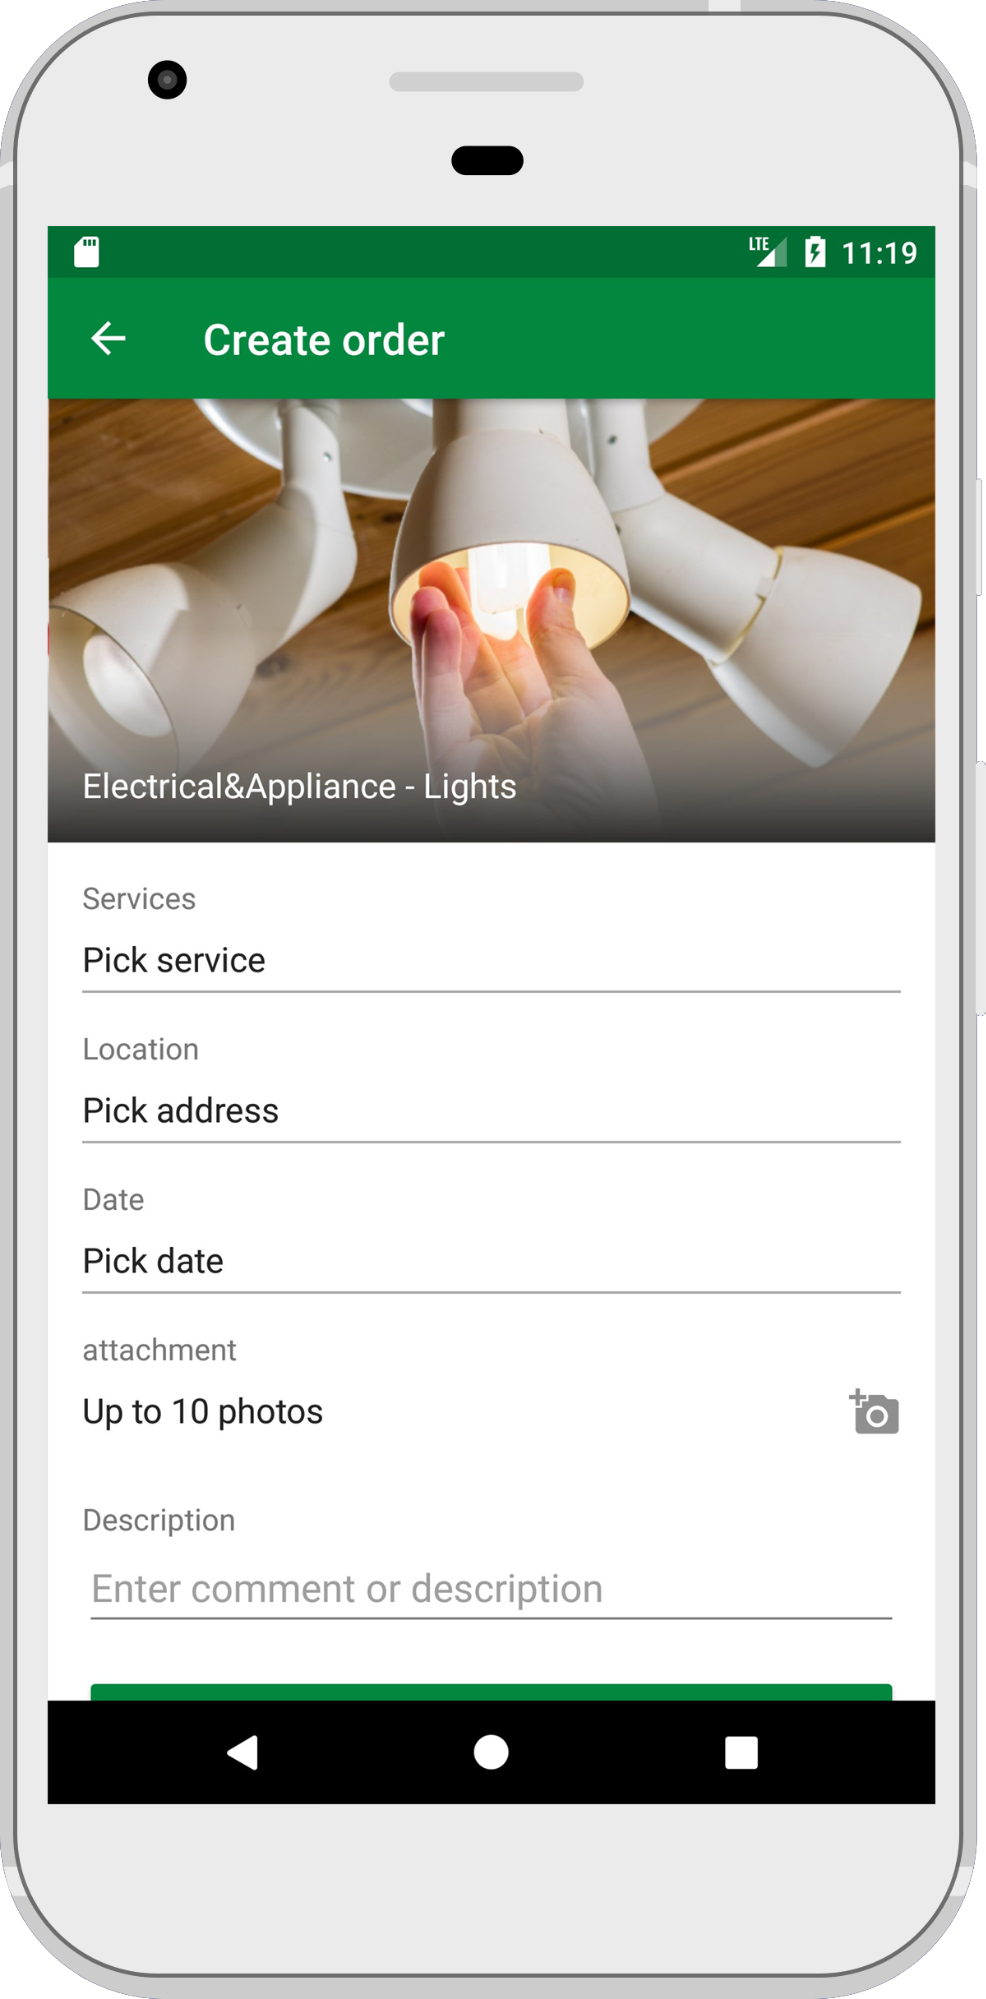 LTE 11:19
Create order
Electrical&Appliance - Lights
Services
Pick service
Location
Pick address
Date
Pick date
attachment
Up to 10 photos
Description
Enter comment or description